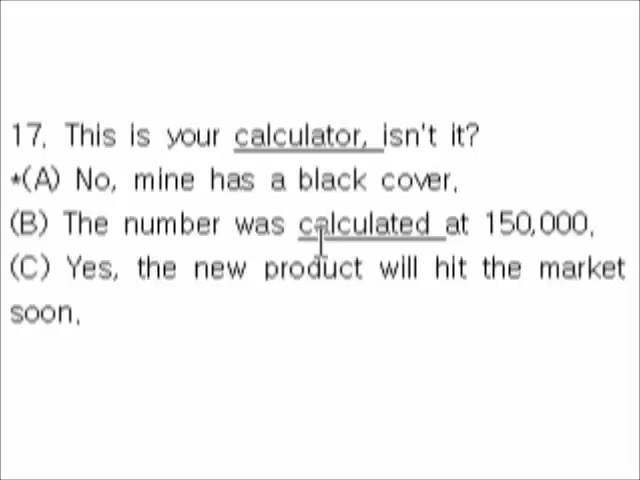 17. This is your calculator, isn't it?
*(A) No, mine has a black cover.
(B) The number was calculated at 150,000.
(C) Yes, the new product will hit the market
soon.